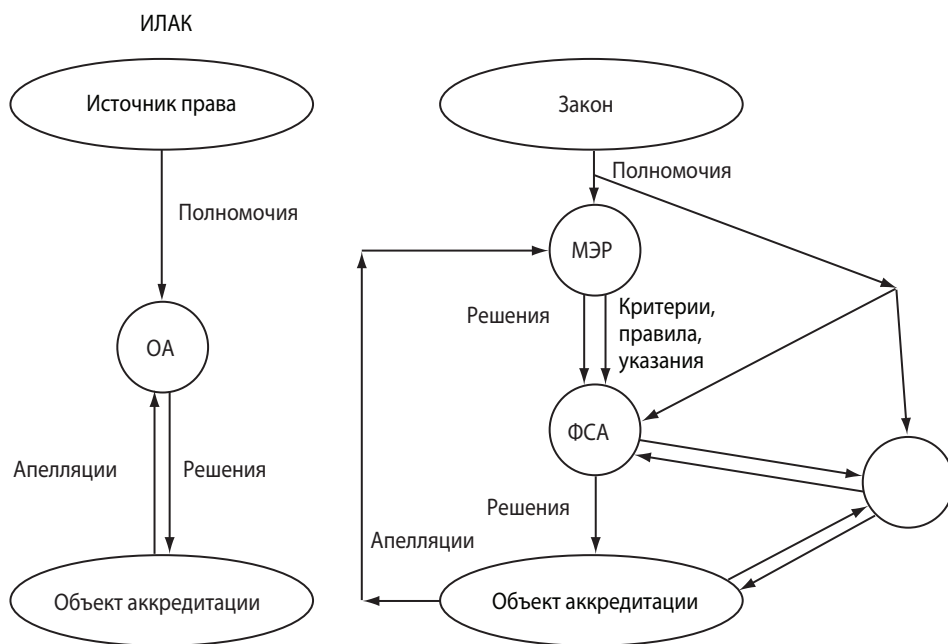 ИЛАК
Источник права
Полномочия
ОА
Апелляции
Решения
Объект аккредитации
Закон
Полномочия
МЭР
Решения
Критерии,
правила,
указания
ФСА
Решения
Апелляции
Объект аккредитации